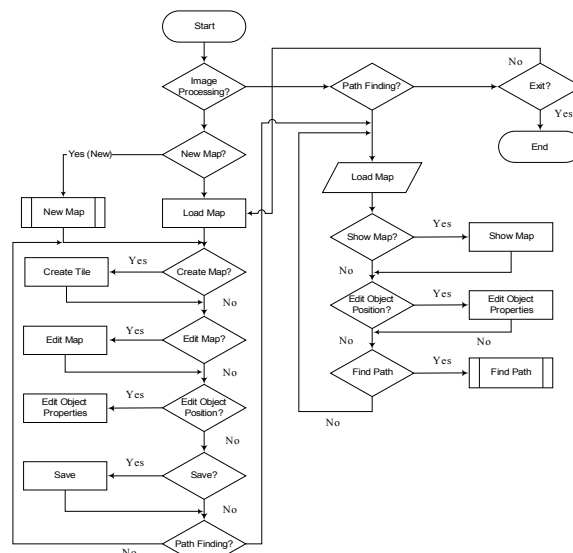 Start
Image
Processing?
Path Finding?
No
Exit?
Yes
End
Yes (New)
New Map?
New Map
Load Map
Load Map
Create Tile
Yes
Create Map?
No
Edit Map
Yes
Edit Map?
No
Edit Object
Properties
Yes
Edit Object
Position?
No
Save
Yes
Save?
No
Path Finding?
No
Show Map?
Yes
Show Map
No
Edit Object
Position?
Yes
Edit Object
Properties
No
No
Find Path
Yes
Find Path
No